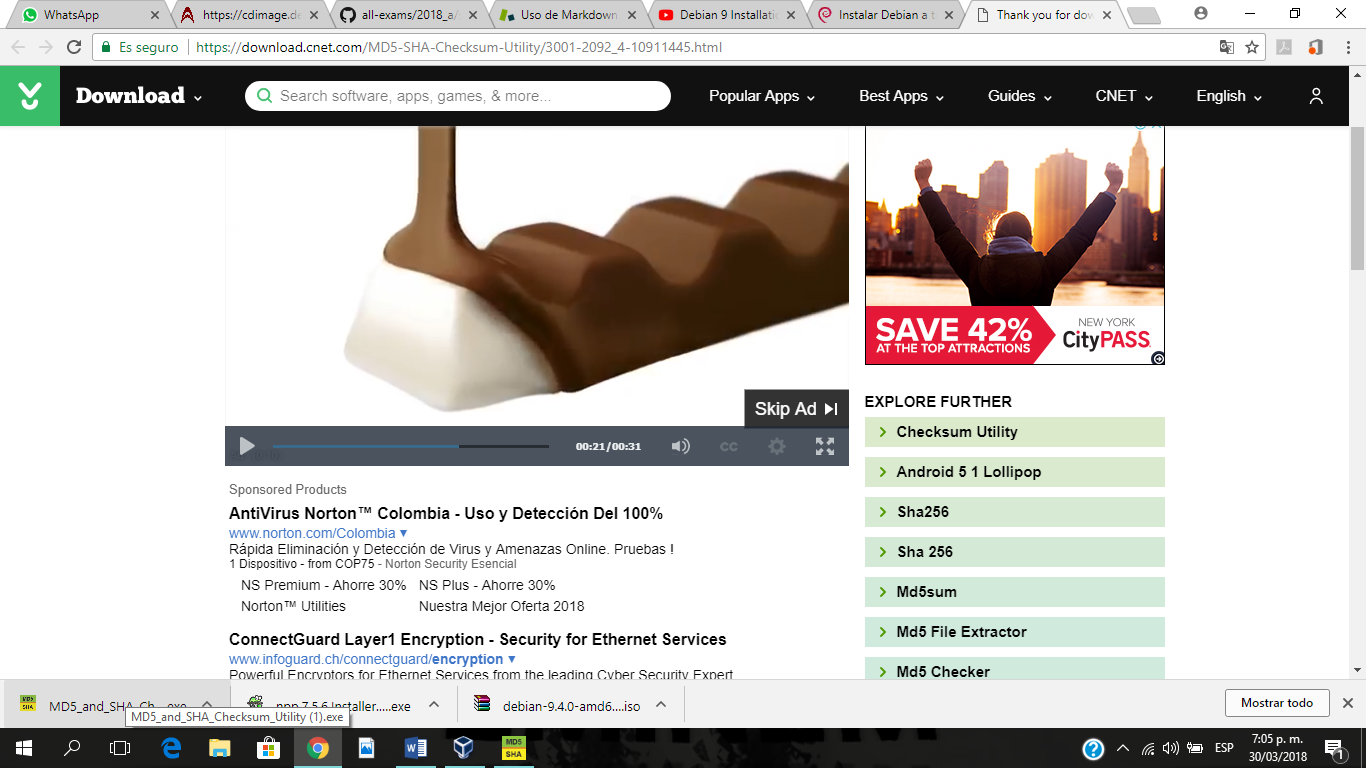 WhatsApp
https://cdimage.de
all-exams/2018_a/
Uso de Markdown
Debian 9 Installatio
Instalar Debian a t
Thank you for dow
Es seguro https://download.cnet.com/MD5-SHA-Checksum-Utility/3001-2092_4-10911445.html
Download Search software, apps, games, & more... Popular Apps Best Apps Guides CNET English
Skip Ad
00:21/00:31 CC
SAVE 42%
AT THE TOP ATTRACTIONS
NEW YORK
CityPASS
EXPLORE FURTHER
Checksum Utility
Android 5 1 Lollipop
Sha256
Sha 256
Md5sum
Md5 File Extractor
Md5 Checker
Sponsored Products
AntiVirus Norton™ Colombia - Uso y Detección Del 100%
www.norton.com/Colombia
Rápida Eliminación y Detección de Virus y Amenazas Online. Pruebas !
1 Dispositivo - from COP75 - Norton Security Esencial
NS Premium - Ahorre 30% NS Plus - Ahorre 30%
Norton™ Utilities Nuestra Mejor Oferta 2018
ConnectGuard Layer1 Encryption - Security for Ethernet Services
www.infoguard.ch/connectguard/encryption
Powerful Encryptors for Ethernet Services from the leading Cyber Security Expert
MD5 SHA MD5_and_SHA_Ch....exe
npp.7.5.6.Installer.....exe
debian-9.4.0-amd6....iso
Mostrar todo
MD5_and_SHA_Checksum_Utility (1).exe
MD5
SHA
ESP
7:05 p. m.
30/03/2018
1